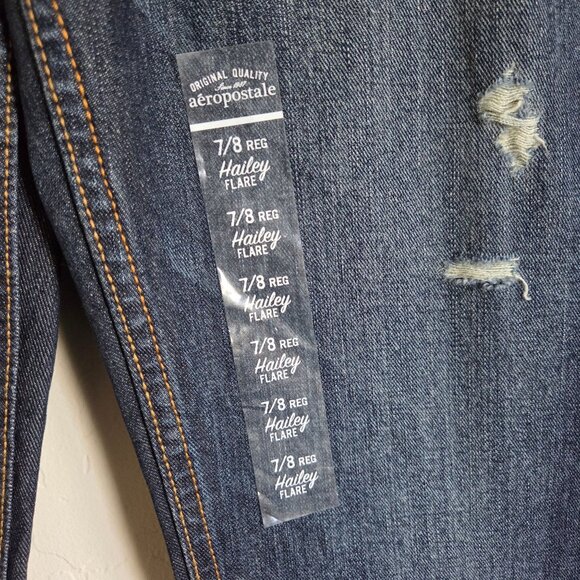 ORIGINAL QUALITY
Since 1987
aéropostale
7/8 REG
Hailey
FLARE
7/8 REG
Hailey
FLARE
7/8 REG
Hailey
FLARE
7/8 REG
Hailey
FLARE
7/8 REG
Hailey
FLARE
7/8 REG
Hailey
FLARE